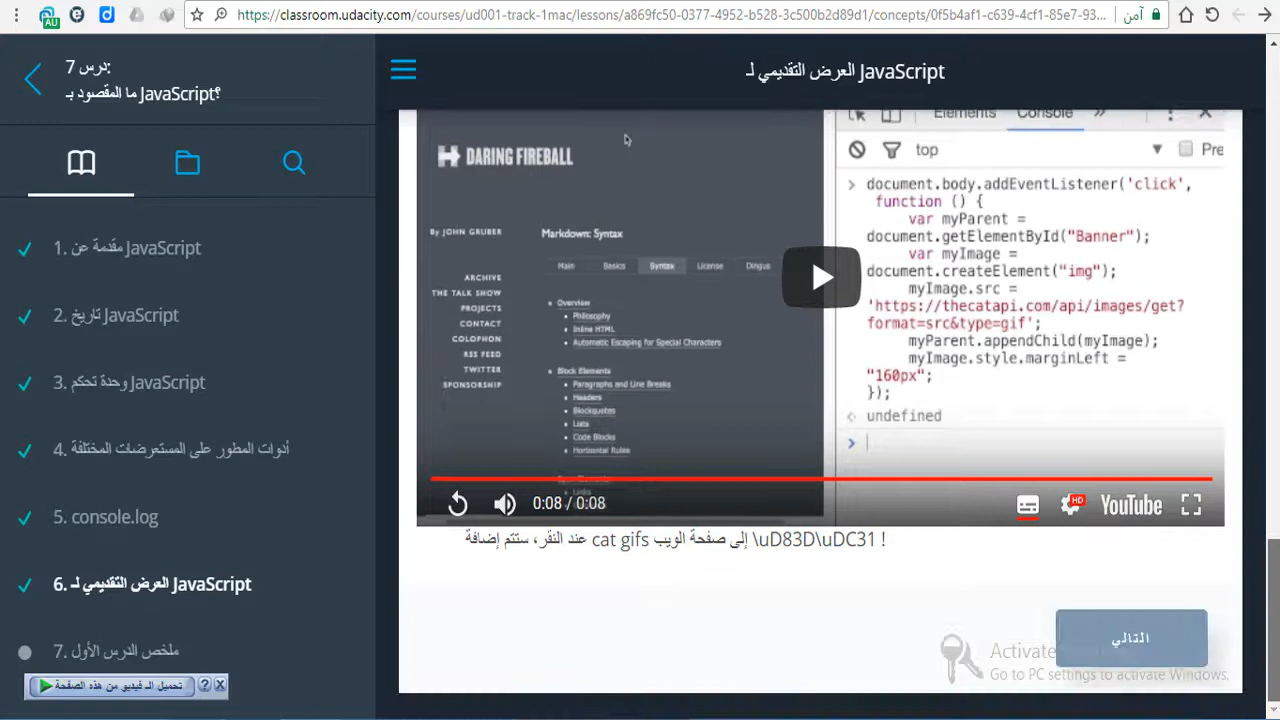 AU
https://classroom.udacity.com/courses/ud001-track-1mac/lessons/a869fc50-0377-4952-b528-3c500b2d89d1/concepts/0f5b4af1-c639-4cf1-85e7-93...
آمن
درس 7:
ما المقصود بـ JavaScript؟
1. مقدمة عن JavaScript
2. تاريخ JavaScript
3. وحدة تحكم JavaScript
4. أدوات المطور على المستعرضات المختلفة
5. console.log
6. العرض التقديمي لـ JavaScript
7. ملخص الدرس الأول
تحميل الـ فيديو من هذه الصفحة ? X
العرض التقديمي لـ JavaScript
DARING FIREBALL
By JOHN GRUBER
ARCHIVE
THE TALK SHOW
PROJECTS
CONTACT
COLOPHON
RSS FEED
TWITTER
SPONSORSHIP
Markdown: Syntax
Main Basics Syntax License Dingus
Overview
Philosophy
Inline HTML
Automatic Escaping for Special Characters
Block Elements
Paragraphs and Line Breaks
Headers
Blockquotes
Lists
Code Blocks
Horizontal Rules
Links
Elements Console »
top Pre
> document.body.addEventListener('click',
function () {
var myParent =
document.getElementById("Banner");
var myImage =
document.createElement("img");
myImage.src =
'https://thecatapi.com/api/images/get?
format=src&type=gif';
myParent.appendChild(myImage);
myImage.style.marginLeft =
"160px";
});
< undefined
>
0:08 / 0:08 HD YouTube
عند النقر، ستتم إضافة cat gifs إلى صفحة الويب \uD83D\uDC31 !
التالي
Activate
Go to PC settings to activate Windows.